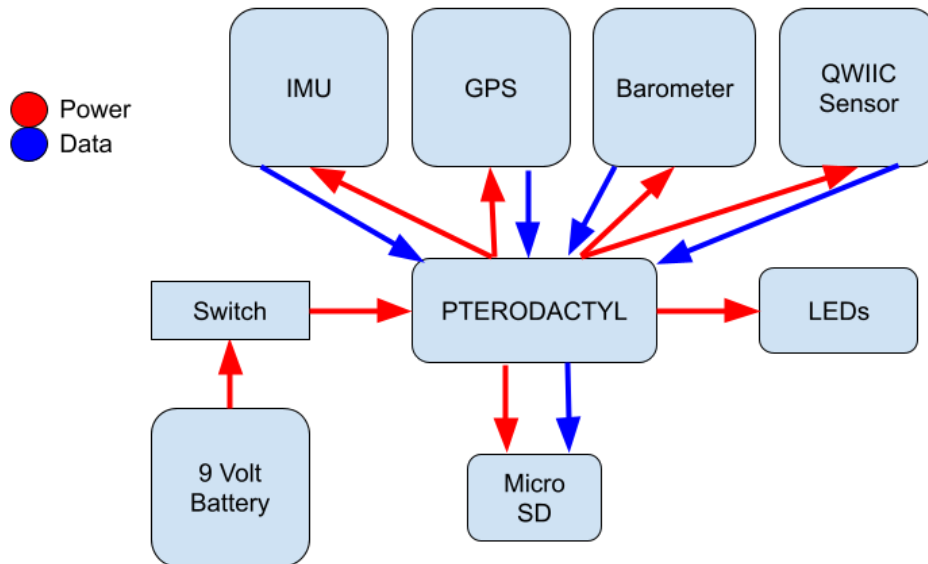 IMU
GPS
Barometer
QWIIC
Sensor
Power
Data
Switch
PTERODACTYL
LEDs
9 Volt
Battery
Micro
SD